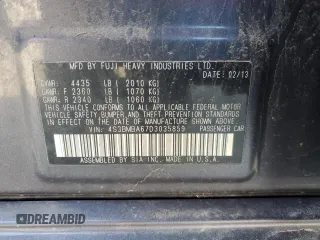 MFD BY FUJI HEAVY INDUSTRIES LTD.
DATE: 02/13
GVWR: 4435 LB ( 2010 KG)
GAWR: F 2360 LB ( 1070 KG)
GAWR: R 2340 LB ( 1060 KG)
THIS VEHICLE CONFORMS TO ALL APPLICABLE FEDERAL MOTOR
VEHICLE SAFETY, BUMPER, AND THEFT PREVENTION STANDARDS
IN EFFECT ON THE DATE OF MANUFACTURE SHOWN ABOVE.
VIN: 4S3BMBA67D3035859 PASSENGER CAR
ASSEMBLED BY SIA, INC. MADE IN U.S.A.
DREAMBID